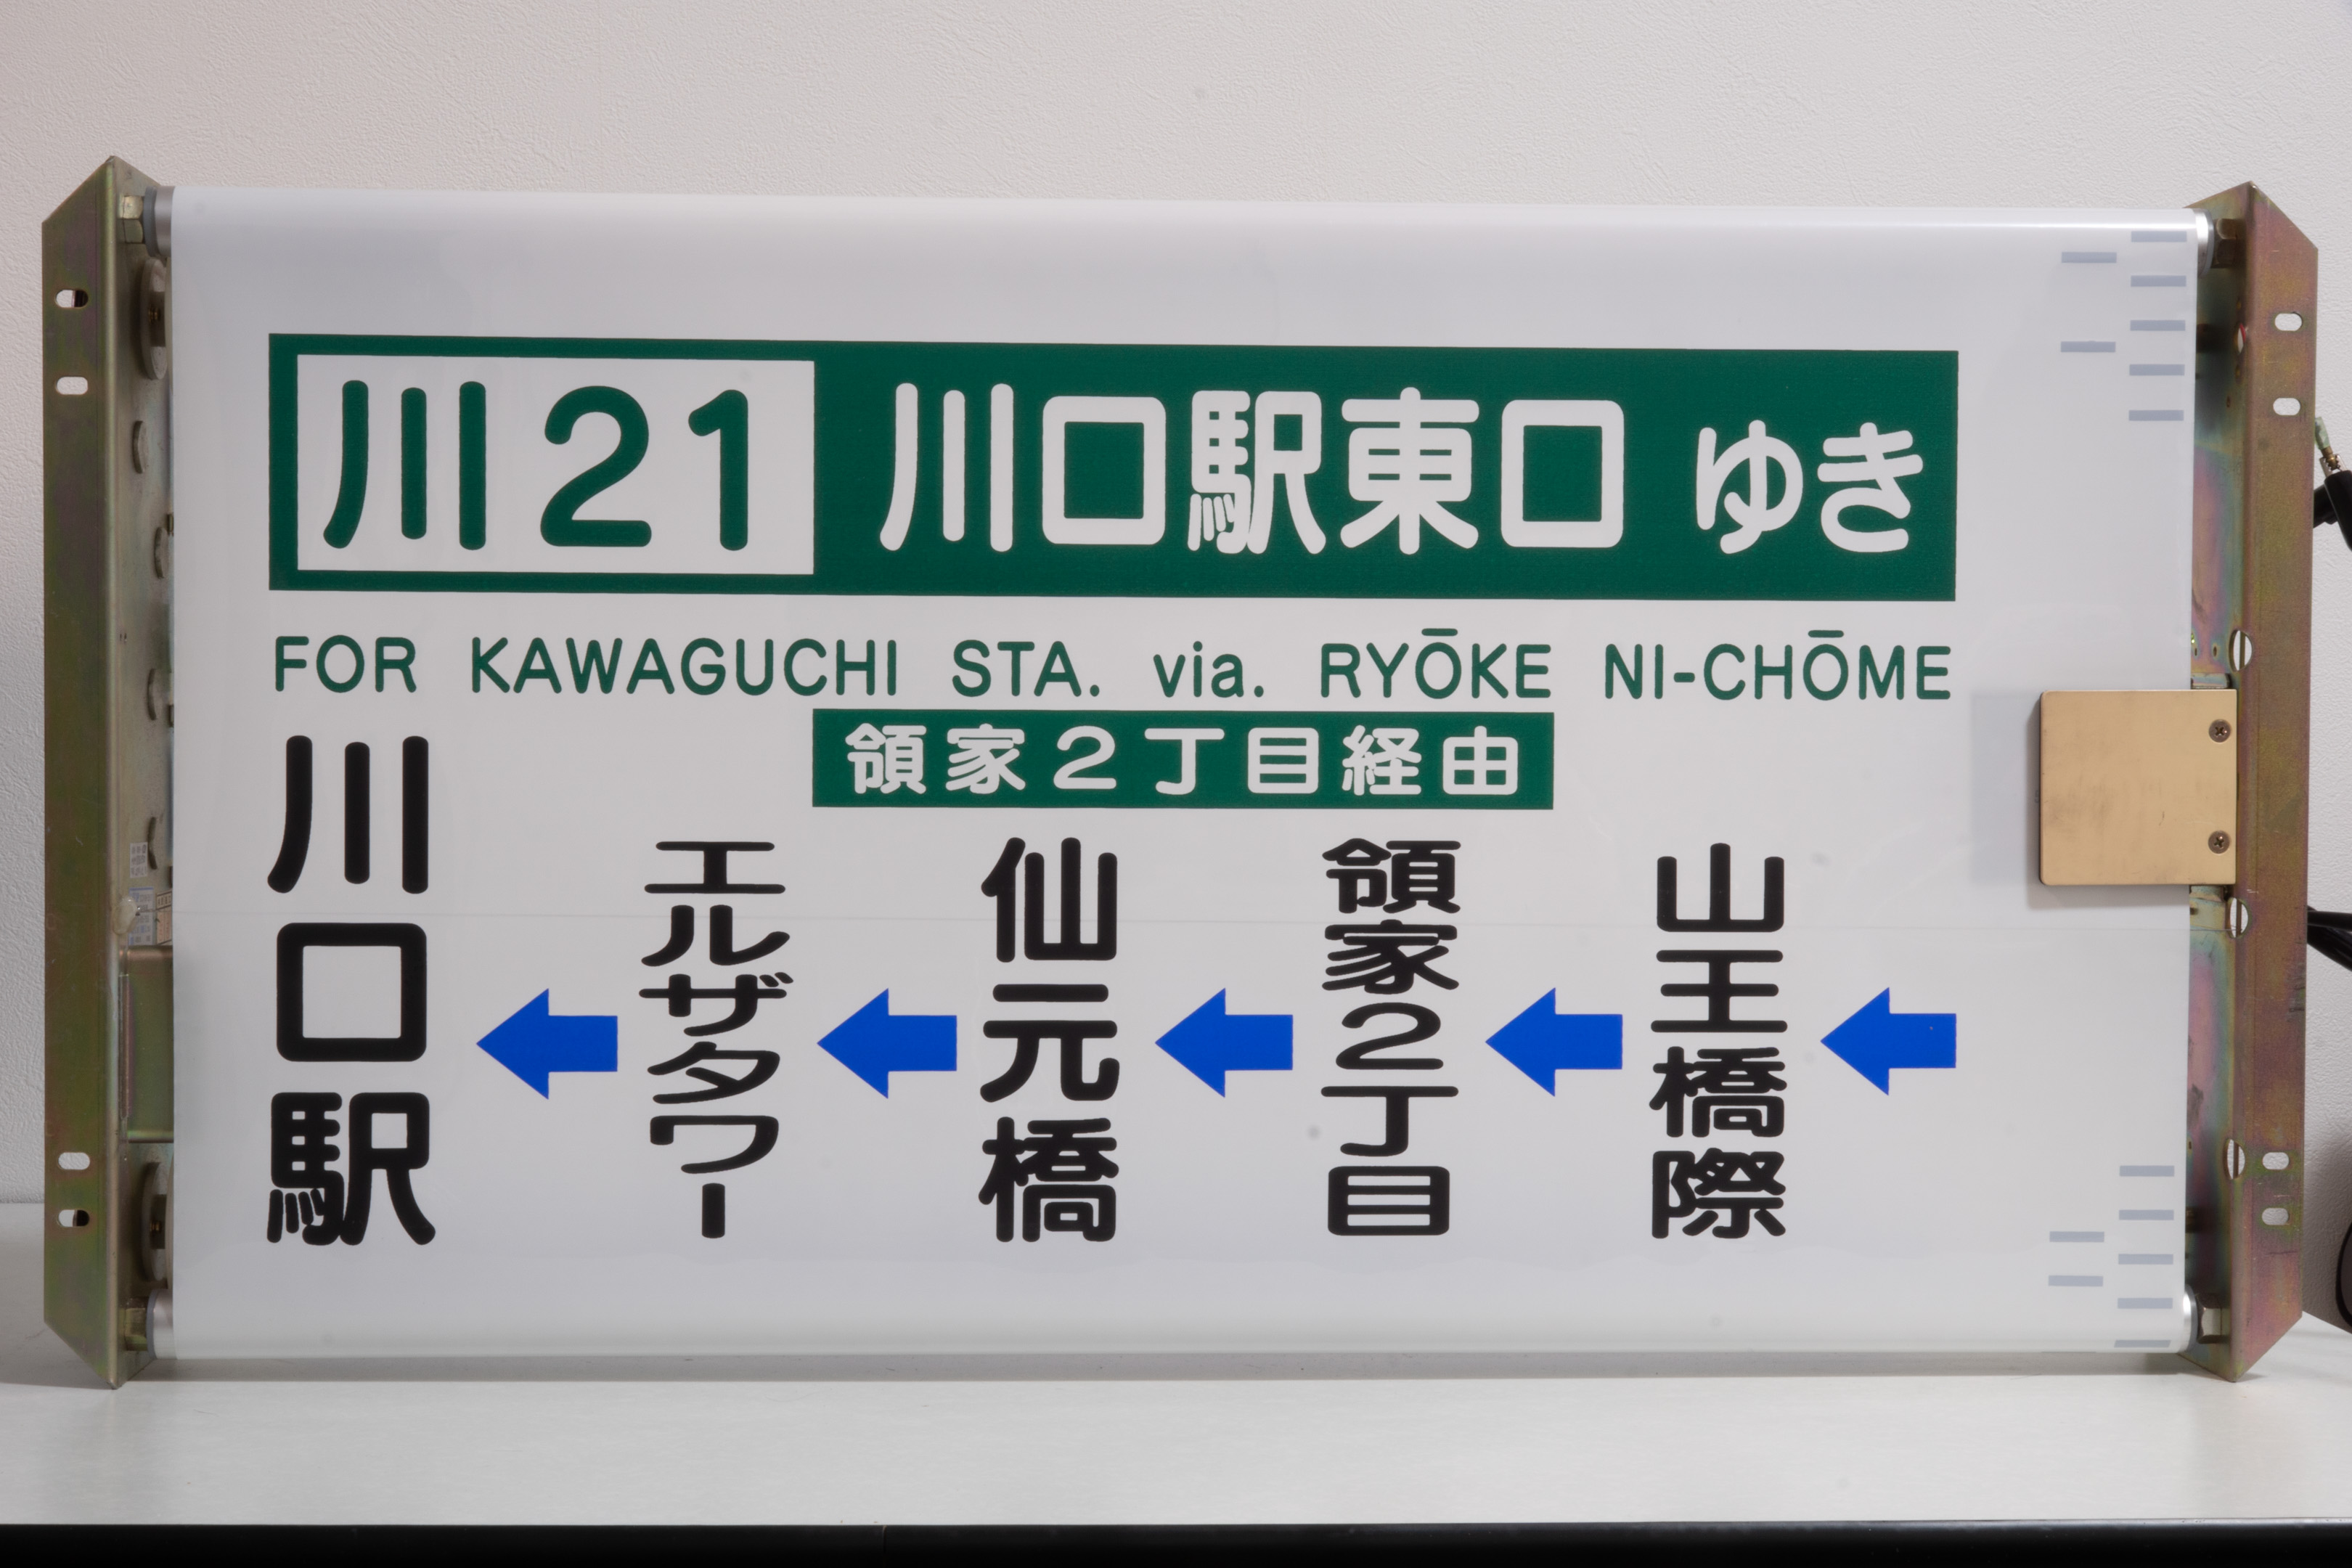 川21 川口駅東口 ゆき
FOR KAWAGUCHI STA. via. RYŌKE NI-CHŌME
領家2丁目経由
川口駅
エルザタワー
仙元橋
領家2丁目
山王橋際